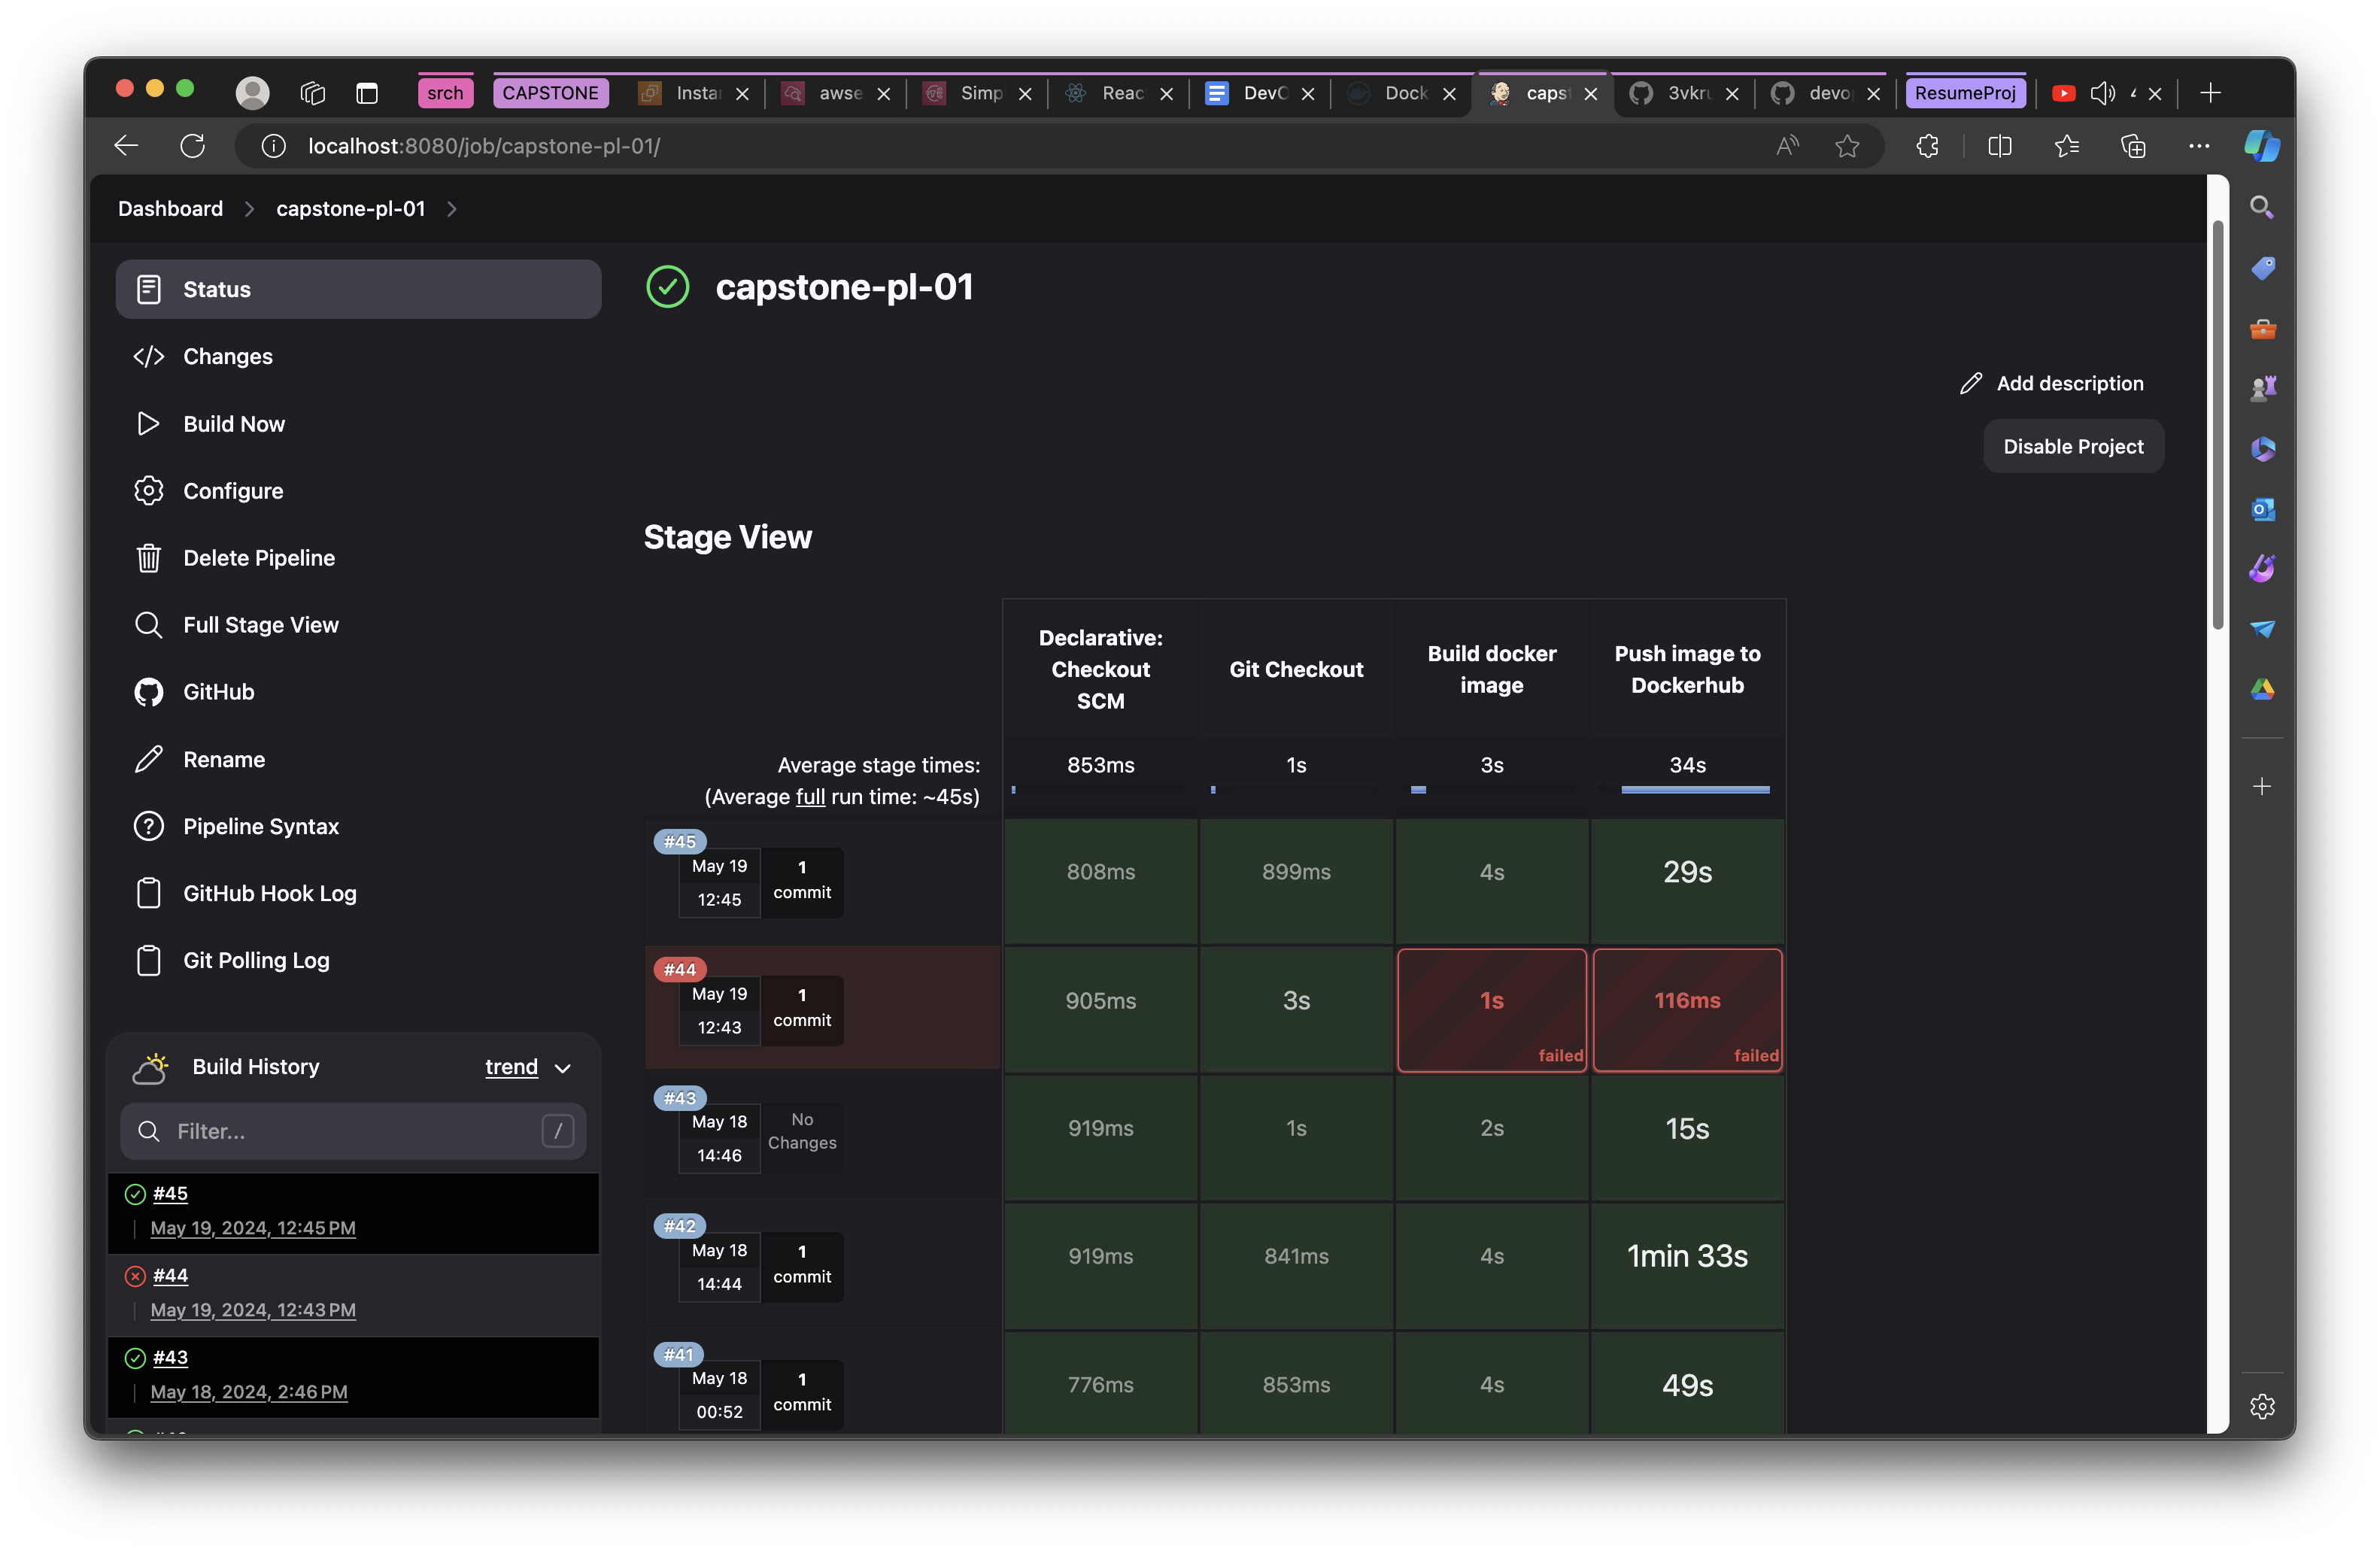 srch
CAPSTONE
Instar
awse
Simp
Reac
DevO
Dock
capst
3vkru
devop
ResumeProj
localhost:8080/job/capstone-pl-01/
Dashboard
capstone-pl-01
Status
Changes
Build Now
Configure
Delete Pipeline
Full Stage View
GitHub
Rename
Pipeline Syntax
GitHub Hook Log
Git Polling Log
Build History
trend
Filter...
/
#45
May 19, 2024, 12:45 PM
#44
May 19, 2024, 12:43 PM
#43
May 18, 2024, 2:46 PM
capstone-pl-01
Add description
Disable Project
Stage View
Declarative:
Checkout
SCM
Git Checkout
Build docker
image
Push image to
Dockerhub
Average stage times:
(Average full run time: ~45s)
853ms
1s
3s
34s
#45
May 19
12:45
1
commit
808ms
899ms
4s
29s
#44
May 19
12:43
1
commit
905ms
3s
1s
failed
116ms
failed
#43
May 18
14:46
No
Changes
919ms
1s
2s
15s
#42
May 18
14:44
1
commit
919ms
841ms
4s
1min 33s
#41
May 18
00:52
1
commit
776ms
853ms
4s
49s